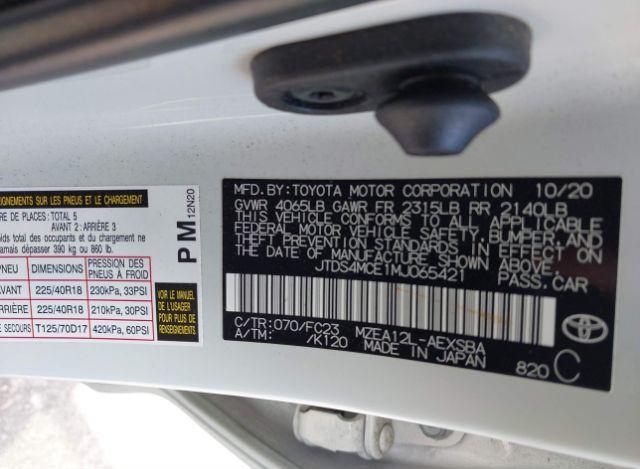 IGNEMENTS SUR LES PNEUS ET LE CHARGEMENT
RE DE PLACES: TOTAL 5
AVANT 2: ARRIÈRE 3
oids total des occupants et du chargement ne
jamais dépasser 390 kg ou 860 lb.
PNEU DIMENSIONS PRESSION DES PNEUS À FROID
AVANT 225/40R18 230kPa, 33PSI
ARRIÈRE 225/40R18 210kPa, 30PSI
E SECOURS T125/70D17 420kPa, 60PSI
VOIR LE MANUEL
DE L'USAGER
POUR PLUS DE
RENSEIGNEMENTS
PM 12N20
MFD. BY: TOYOTA MOTOR CORPORATION 10/20
GVWR 4065LB GAWR FR 2315LB RR 2140LB
THIS VEHICLE CONFORMS TO ALL APPLICABLE
FEDERAL MOTOR VEHICLE SAFETY, BUMPER, AND
THEFT PREVENTION STANDARDS IN EFFECT ON
THE DATE OF MANUFACTURE SHOWN ABOVE.
JTDS4MCE1MJ065421 PASS.CAR
C/TR: 070/FC23 MZEA12L-AEXSBA
A/TM: /K120 MADE IN JAPAN
820 C
TOYOTA